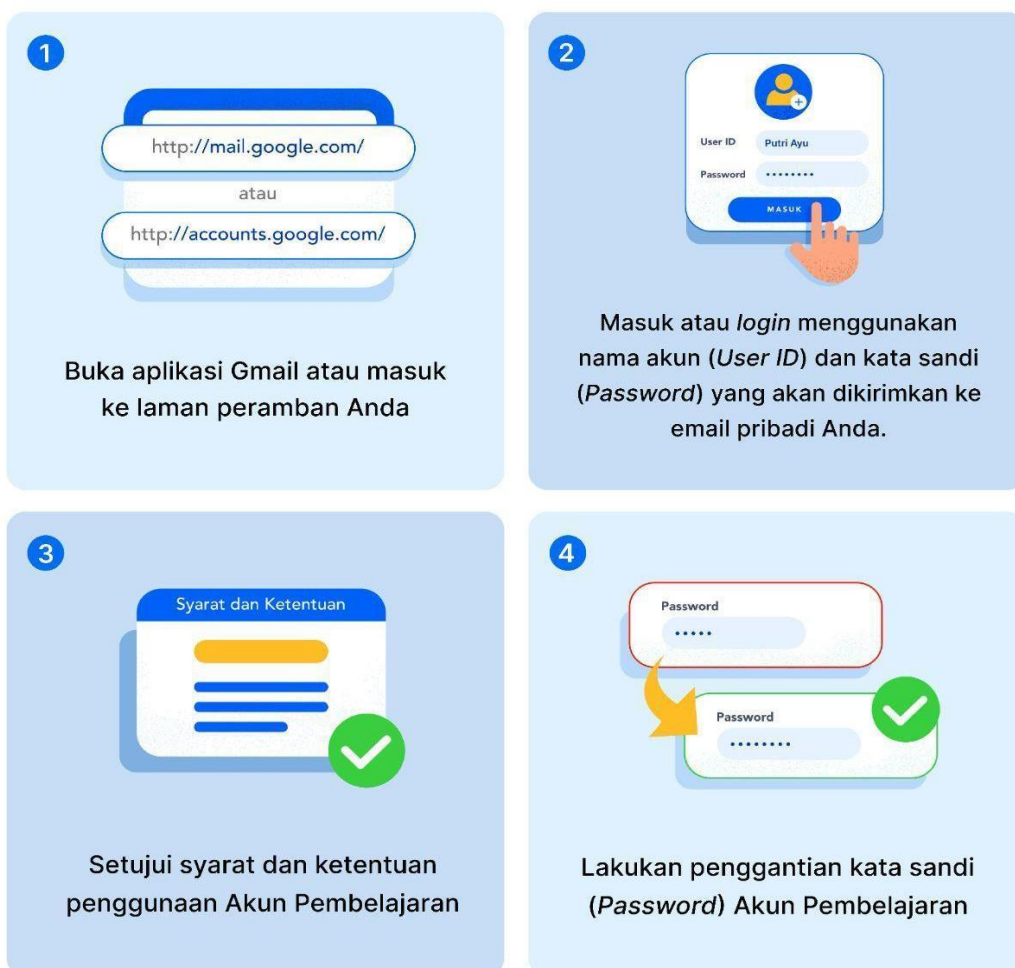 1
http://mail.google.com/
atau
http://accounts.google.com/
Buka aplikasi Gmail atau masuk
ke laman peramban Anda
2
User ID Putri Ayu
Password ••••••••
MASUK
Masuk atau login menggunakan
nama akun (User ID) dan kata sandi
(Password) yang akan dikirimkan ke
email pribadi Anda.
3
Syarat dan Ketentuan
Setujui syarat dan ketentuan
penggunaan Akun Pembelajaran
4
Password
•••••
Password
••••••••
Lakukan penggantian kata sandi
(Password) Akun Pembelajaran